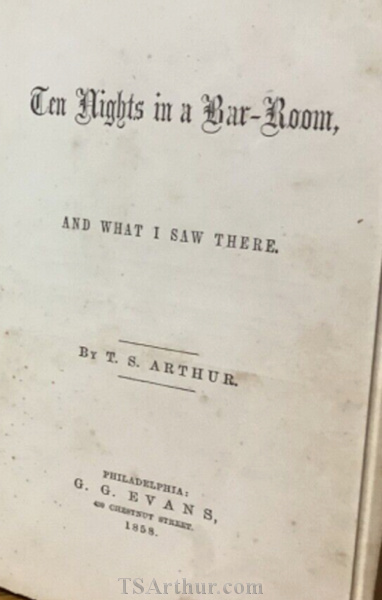 Ten Nights in a Bar-Room,
AND WHAT I SAW THERE.
By T. S. ARTHUR.
PHILADELPHIA:
G. G. EVANS,
CHESTNUT STREET.
1858.
TSArthur.com